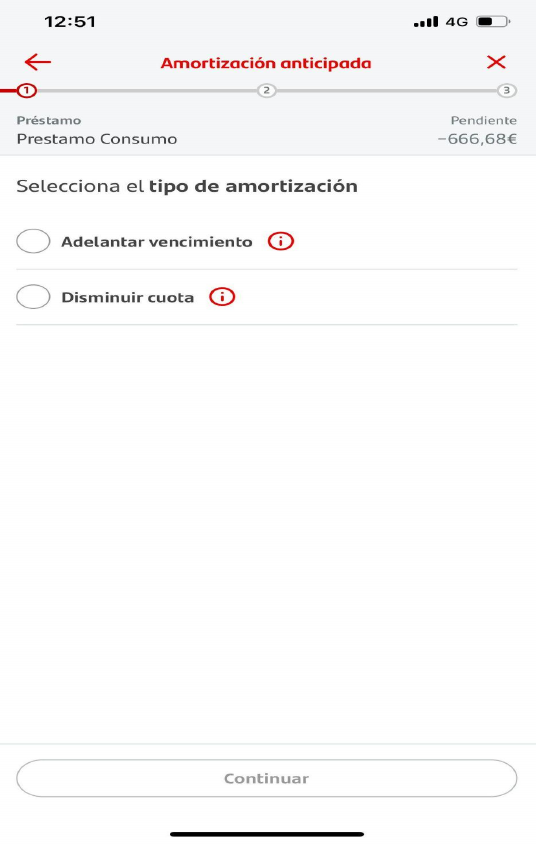 12:51 4G
Amortización anticipada
1 2 3
Préstamo Pendiente
Prestamo Consumo -666,68€
Selecciona el tipo de amortización
Adelantar vencimiento i
Disminuir cuota i
Continuar